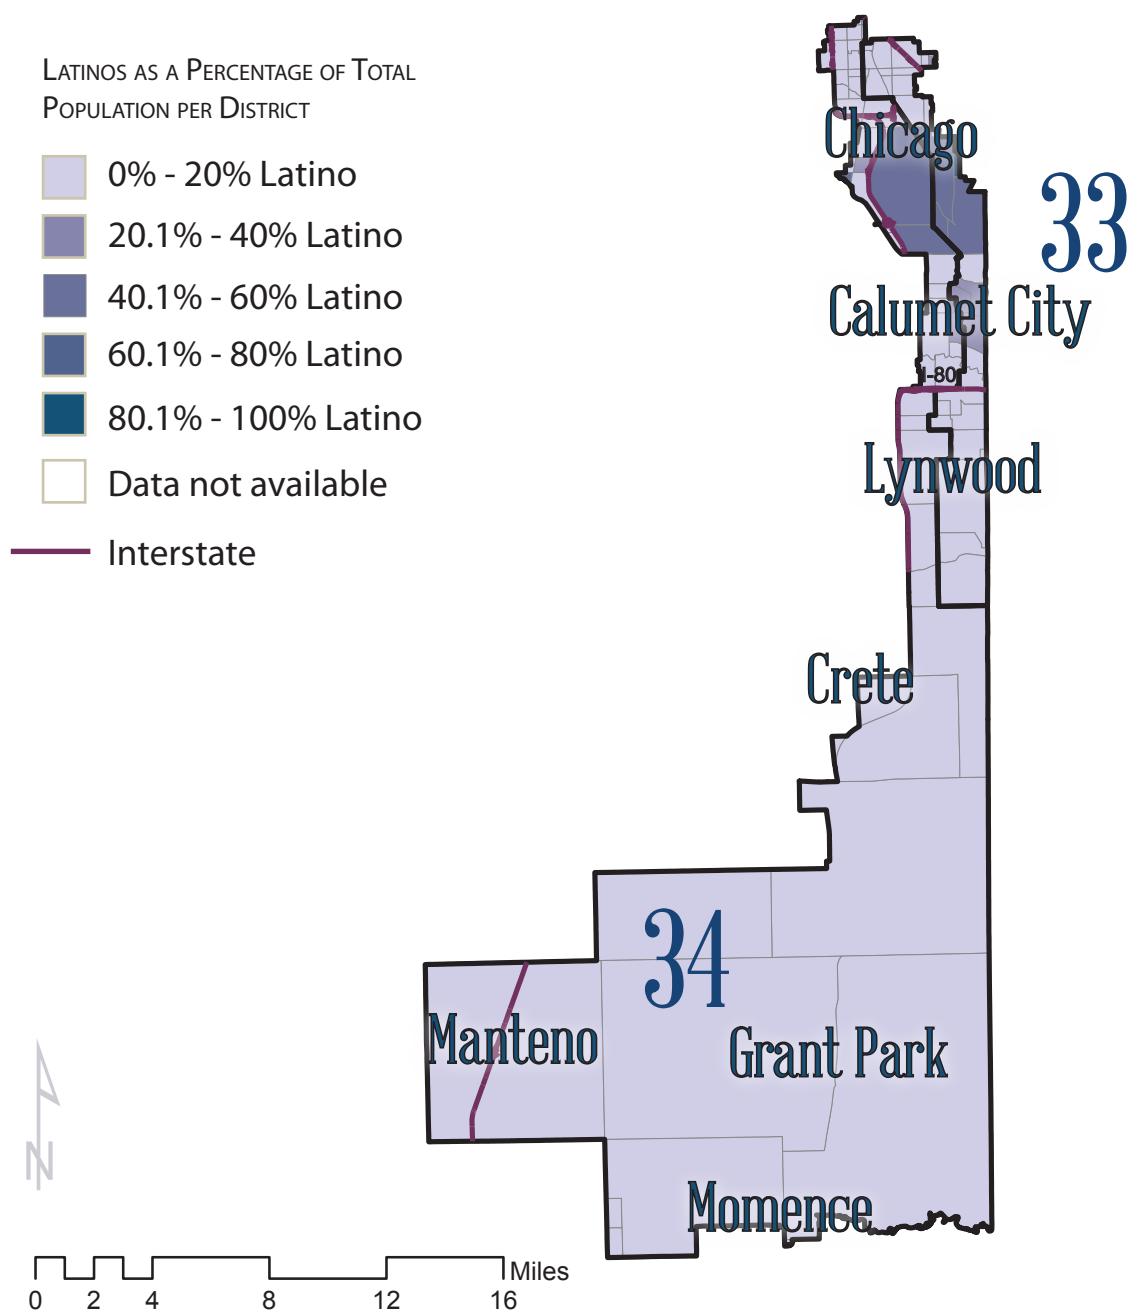 LATINOS AS A PERCENTAGE OF TOTAL
POPULATION PER DISTRICT
0% - 20% Latino
20.1% - 40% Latino
40.1% - 60% Latino
60.1% - 80% Latino
80.1% - 100% Latino
Data not available
Interstate
Chicago
33
Calumet City
I-80
Lynwood
Crete
34
Manteno
Grant Park
Momence
N
Miles
0 2 4 8 12 16